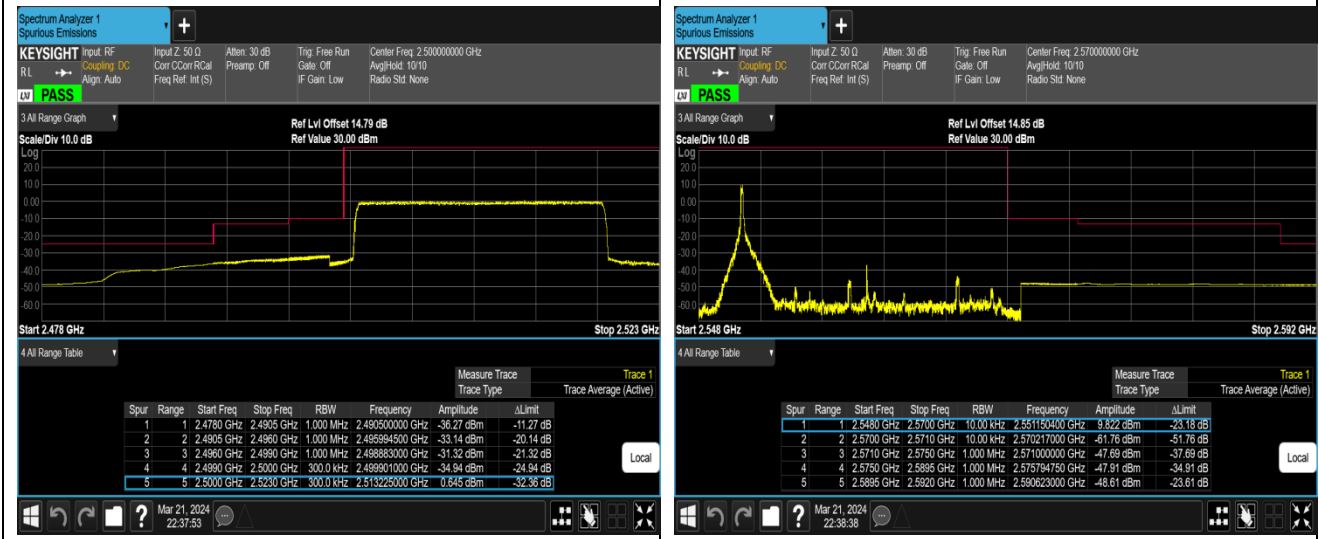 Spectrum Analyzer 1
Spurious Emissions
+
KEYSIGHT Input: RF Input Z: 50 Ω Atten: 30 dB Trig: Free Run Center Freq: 2.500000000 GHz
RL Coupling: DC Corr CCorr RCal Preamp: Off Gate: Off Avg|Hold: 10/10
Align: Auto Freq Ref: Int (S) IF Gain: Low Radio Std: None
LXI PASS
3 All Range Graph
Ref Lvl Offset 14.79 dB
Scale/Div 10.0 dB Ref Value 30.00 dBm
Log
20.0
10.0
0.00
-10.0
-20.0
-30.0
-40.0
-50.0
-60.0
Start 2.478 GHz Stop 2.523 GHz
4 All Range Table
Measure Trace Trace 1
Trace Type Trace Average (Active)
Spur Range Start Freq Stop Freq RBW Frequency Amplitude ΔLimit
1 1 2.4780 GHz 2.4905 GHz 1.000 MHz 2.490500000 GHz -36.27 dBm -11.27 dB
2 2 2.4905 GHz 2.4960 GHz 1.000 MHz 2.495994500 GHz -33.14 dBm -20.14 dB
3 3 2.4960 GHz 2.4990 GHz 1.000 MHz 2.498883000 GHz -31.32 dBm -21.32 dB
4 4 2.4990 GHz 2.5000 GHz 300.0 kHz 2.499901000 GHz -34.94 dBm -24.94 dB
5 5 2.5000 GHz 2.5230 GHz 300.0 kHz 2.513225000 GHz 0.645 dBm -32.36 dB
Local
? Mar 21, 2024
22:37:53
Spectrum Analyzer 1
Spurious Emissions
+
KEYSIGHT Input: RF Input Z: 50 Ω Atten: 30 dB Trig: Free Run Center Freq: 2.570000000 GHz
RL Coupling: DC Corr CCorr RCal Preamp: Off Gate: Off Avg|Hold: 10/10
Align: Auto Freq Ref: Int (S) IF Gain: Low Radio Std: None
LXI PASS
3 All Range Graph
Ref Lvl Offset 14.85 dB
Scale/Div 10.0 dB Ref Value 30.00 dBm
Log
20.0
10.0
0.00
-10.0
-20.0
-30.0
-40.0
-50.0
-60.0
Start 2.548 GHz Stop 2.592 GHz
4 All Range Table
Measure Trace Trace 1
Trace Type Trace Average (Active)
Spur Range Start Freq Stop Freq RBW Frequency Amplitude ΔLimit
1 1 2.5480 GHz 2.5700 GHz 10.00 kHz 2.551150400 GHz 9.822 dBm -23.18 dB
2 2 2.5700 GHz 2.5710 GHz 10.00 kHz 2.570217000 GHz -61.76 dBm -51.76 dB
3 3 2.5710 GHz 2.5750 GHz 1.000 MHz 2.571000000 GHz -47.69 dBm -37.69 dB
4 4 2.5750 GHz 2.5895 GHz 1.000 MHz 2.575794750 GHz -47.91 dBm -34.91 dB
5 5 2.5895 GHz 2.5920 GHz 1.000 MHz 2.590623000 GHz -48.61 dBm -23.61 dB
Local
? Mar 21, 2024
22:38:38